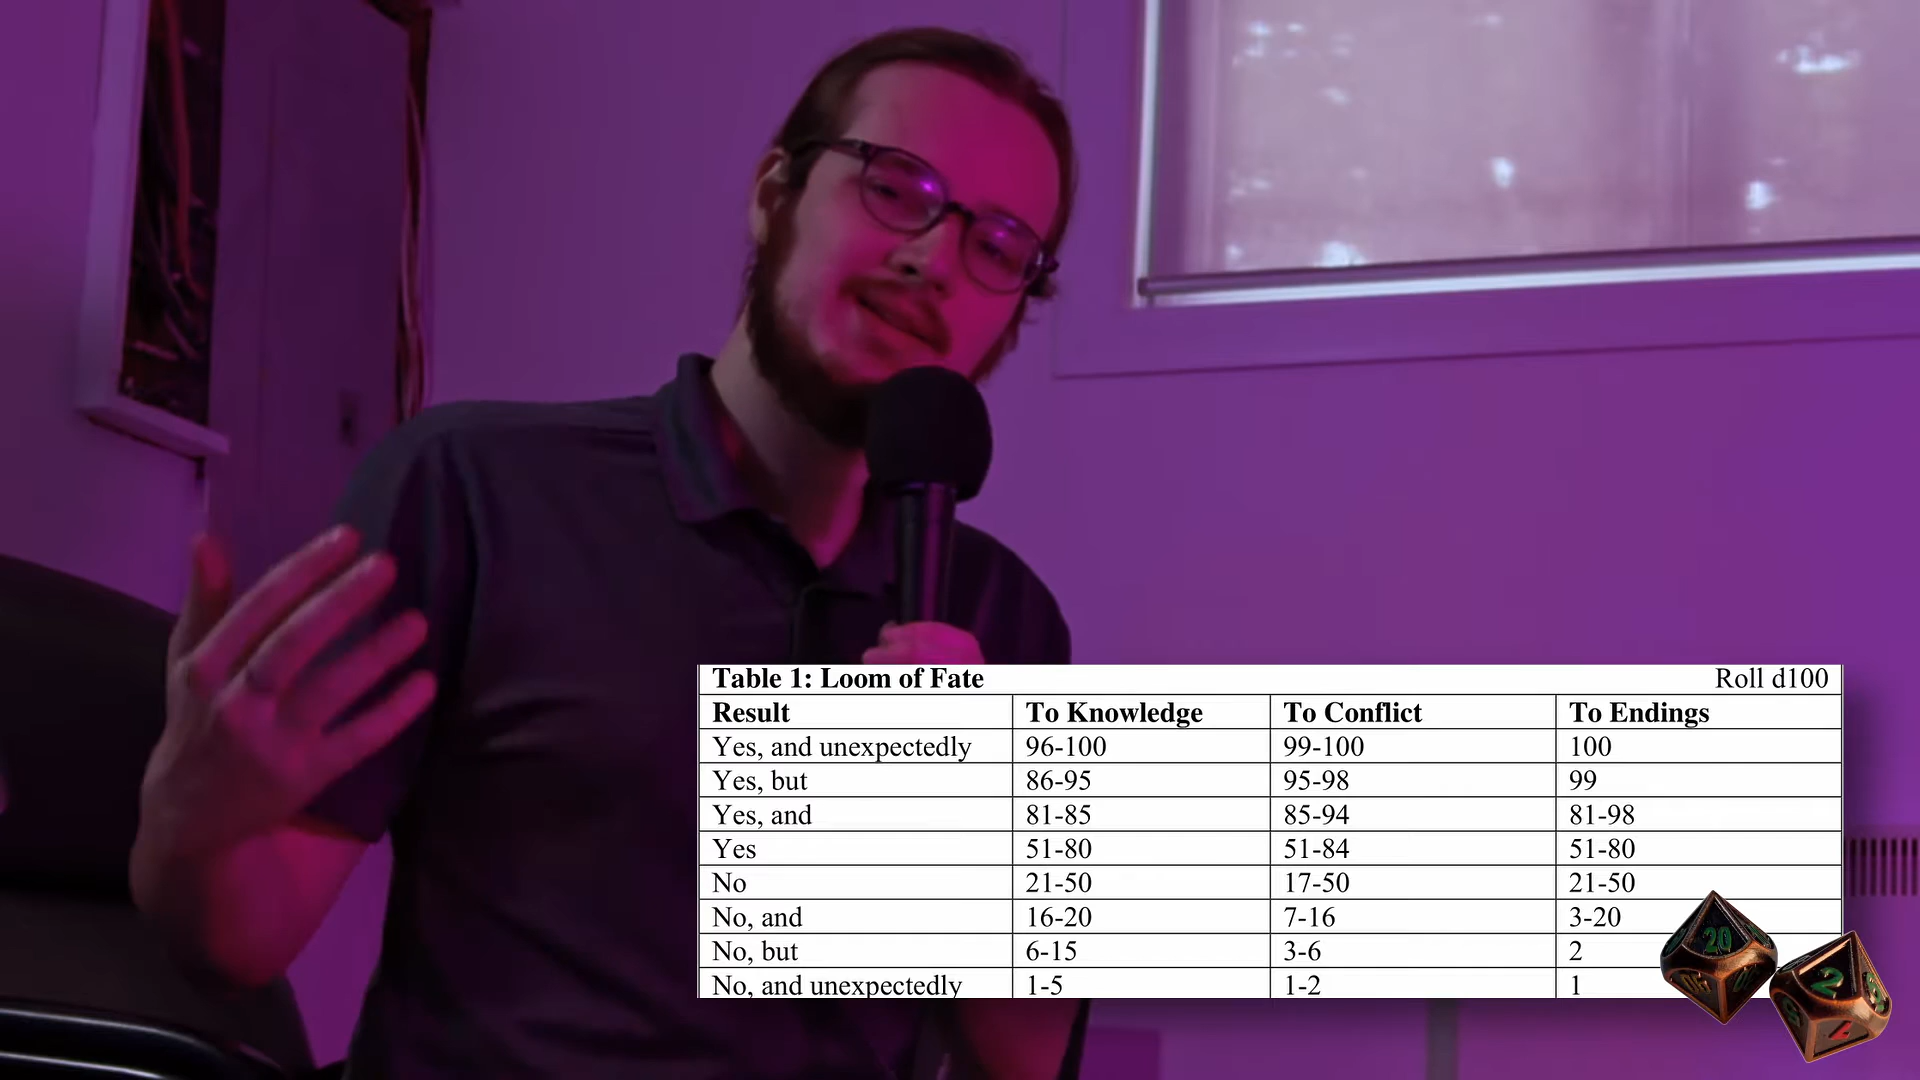 Table 1: Loom of Fate Roll d100
Result To Knowledge To Conflict To Endings
Yes, and unexpectedly 96-100 99-100 100
Yes, but 86-95 95-98 99
Yes, and 81-85 85-94 81-98
Yes 51-80 51-84 51-80
No 21-50 17-50 21-50
No, and 16-20 7-16 3-20
No, but 6-15 3-6 2
No, and unexpectedly 1-5 1-2 1
20
2